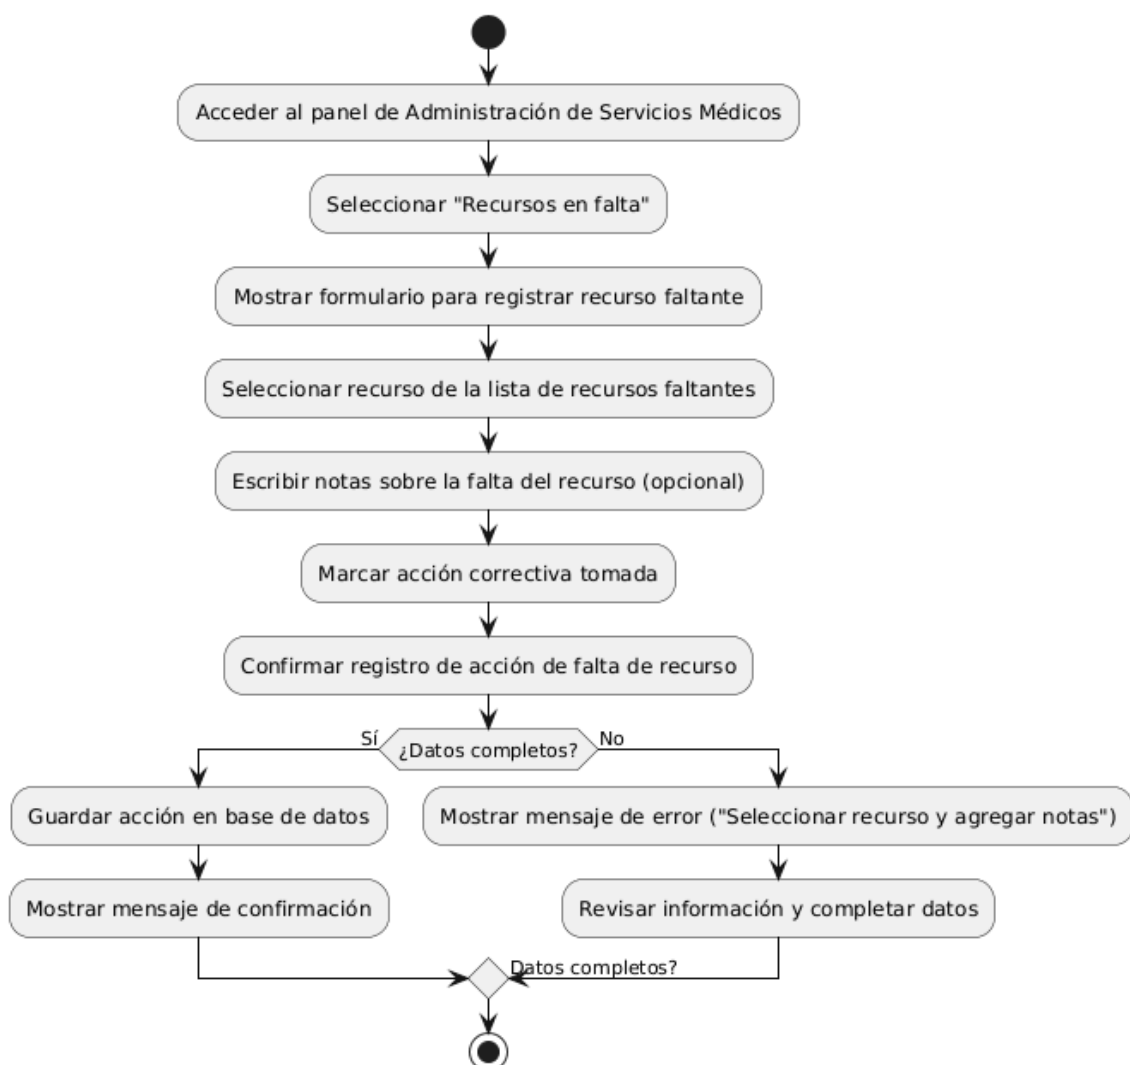 Acceder al panel de Administración de Servicios Médicos
Seleccionar "Recursos en falta"
Mostrar formulario para registrar recurso faltante
Seleccionar recurso de la lista de recursos faltantes
Escribir notas sobre la falta del recurso (opcional)
Marcar acción correctiva tomada
Confirmar registro de acción de falta de recurso
Sí
¿Datos completos?
No
Guardar acción en base de datos
Mostrar mensaje de error ("Seleccionar recurso y agregar notas")
Mostrar mensaje de confirmación
Revisar información y completar datos
Datos completos?